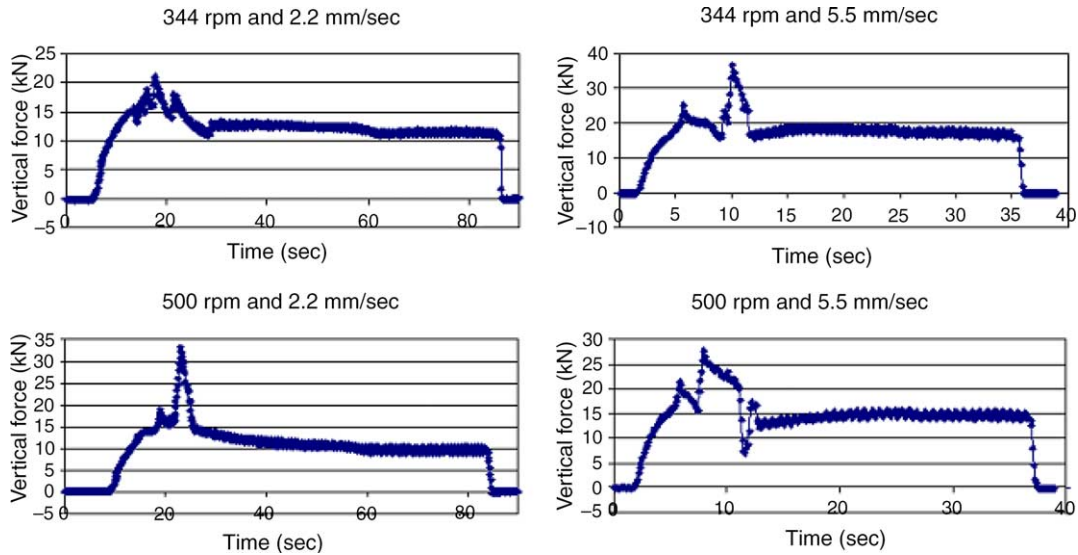 344 rpm and 2.2 mm/sec
Vertical force (kN)
25
20
15
10
5
0
−5
0 20 40 60 80
Time (sec)
344 rpm and 5.5 mm/sec
Vertical force (kN)
40
30
20
10
0
−10
0 5 10 15 20 25 30 35 40
Time (sec)
500 rpm and 2.2 mm/sec
Vertical force (kN)
35
30
25
20
15
10
5
0
−5
0 20 40 60 80
Time (sec)
500 rpm and 5.5 mm/sec
Vertical force (kN)
30
25
20
15
10
5
0
−5
0 10 20 30 40
Time (sec)